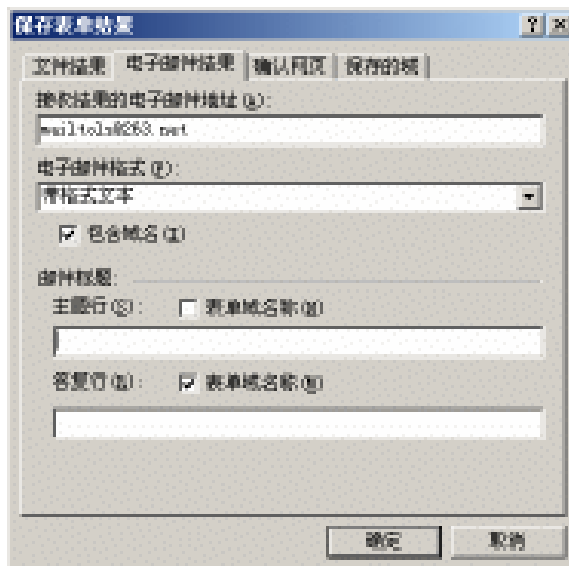 保存表单结果
文件结果 电子邮件结果 确认网页 保存的域
接收结果的电子邮件地址(A):
mailtols@263.net
电子邮件格式(F):
带格式文本
包含域名(I)
邮件标题:
主题行(S): 表单域名称(M)
答复行(L): 表单域名称(E)
确定 取消